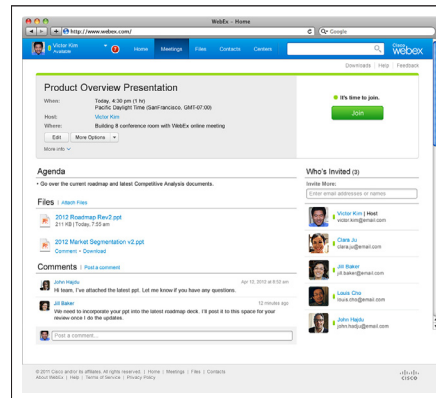 WebEx – Home
http://www.webex.com/
Google
Victor Kim
Available
Home
Meetings
Files
Contacts
Centers
Cisco
webex
Downloads | Help | Feedback
Product Overview Presentation
When: Today, 4:30 pm (1 hr)
Pacific Daylight Time (SanFrancisco, GMT-07:00)
Host: Victor Kim
Where: Building 8 conference room with WebEx online meeting
Edit
More Options
More info
It's time to join.
Join
Agenda
• Go over the current roadmap and latest Competitive Analysis documents.
Files | Attach Files
2012 Roadmap Rev2.ppt
211 KB | Today, 7:55 am
2012 Market Segmentation v2.ppt
Comment • Download
Comments | Post a comment
John Hajdu
Apr 12, 2012 at 8:32 am
Hi team, I've attached the latest ppt. Let me know if you have any questions.
Jill Baker
12 minutes ago
We need to incorporate your ppt into the latest roadmap deck. I'll post it to this space for your
review once I do the updates.
Post a comment...
Who's Invited (3)
Invite More:
Enter email addresses or names
Victor Kim | Host
victor.kim@email.com
Clara Ju
clara.ju@email.com
Jill Baker
jill.baker@email.com
Louis Cho
louis.cho@email.com
John Hajdu
john.hadju@email.com
© 2011 Cisco and/or its affiliates. All rights reserved. | Home | Meetings | Files | Contacts
About WebEx | Help | Terms of Service | Privacy Policy
CISCO